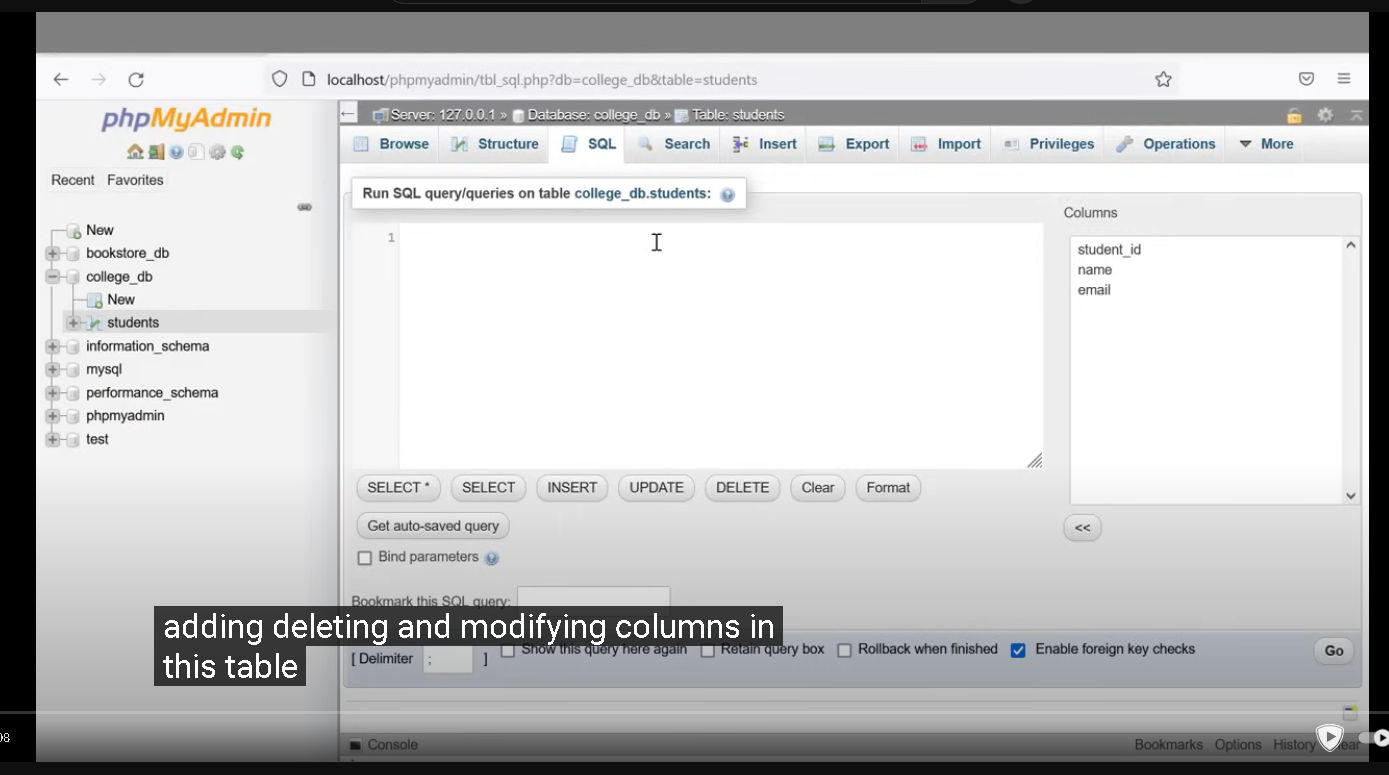 localhost/phpmyadmin/tbl_sql.php?db=college_db&table=students
phpMyAdmin
Recent Favorites
New
bookstore_db
college_db
New
students
information_schema
mysql
performance_schema
phpmyadmin
test
Server: 127.0.0.1 » Database: college_db » Table: students
Browse Structure SQL Search Insert Export Import Privileges Operations More
Run SQL query/queries on table college_db.students:
1
Columns
student_id
name
email
SELECT * SELECT INSERT UPDATE DELETE Clear Format
<<
Get auto-saved query
Bind parameters
Bookmark this SQL query:
adding deleting and modifying columns in
this table
[ Delimiter ; ] Show this query here again Retain query box Rollback when finished Enable foreign key checks Go
Console Bookmarks Options History